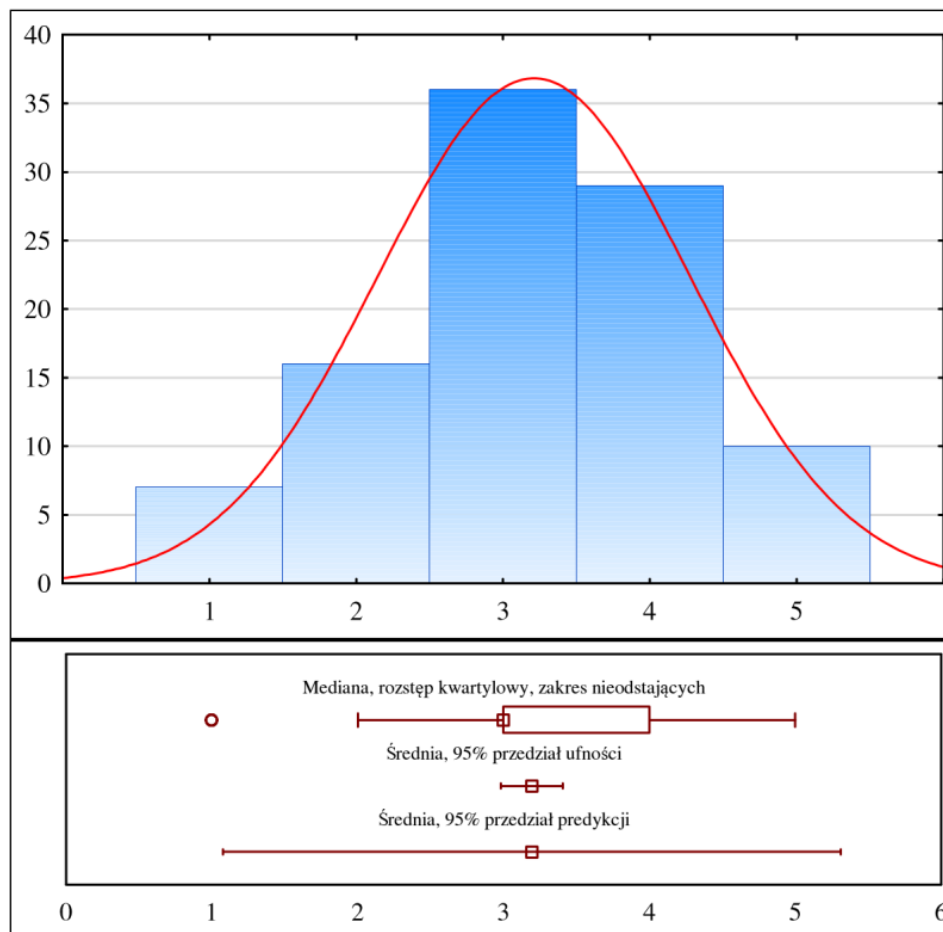 40
35
30
25
20
15
10
5
0
1 2 3 4 5
Mediana, rozstęp kwartylowy, zakres nieodstających
Średnia, 95% przedział ufności
Średnia, 95% przedział predykcji
0 1 2 3 4 5 6